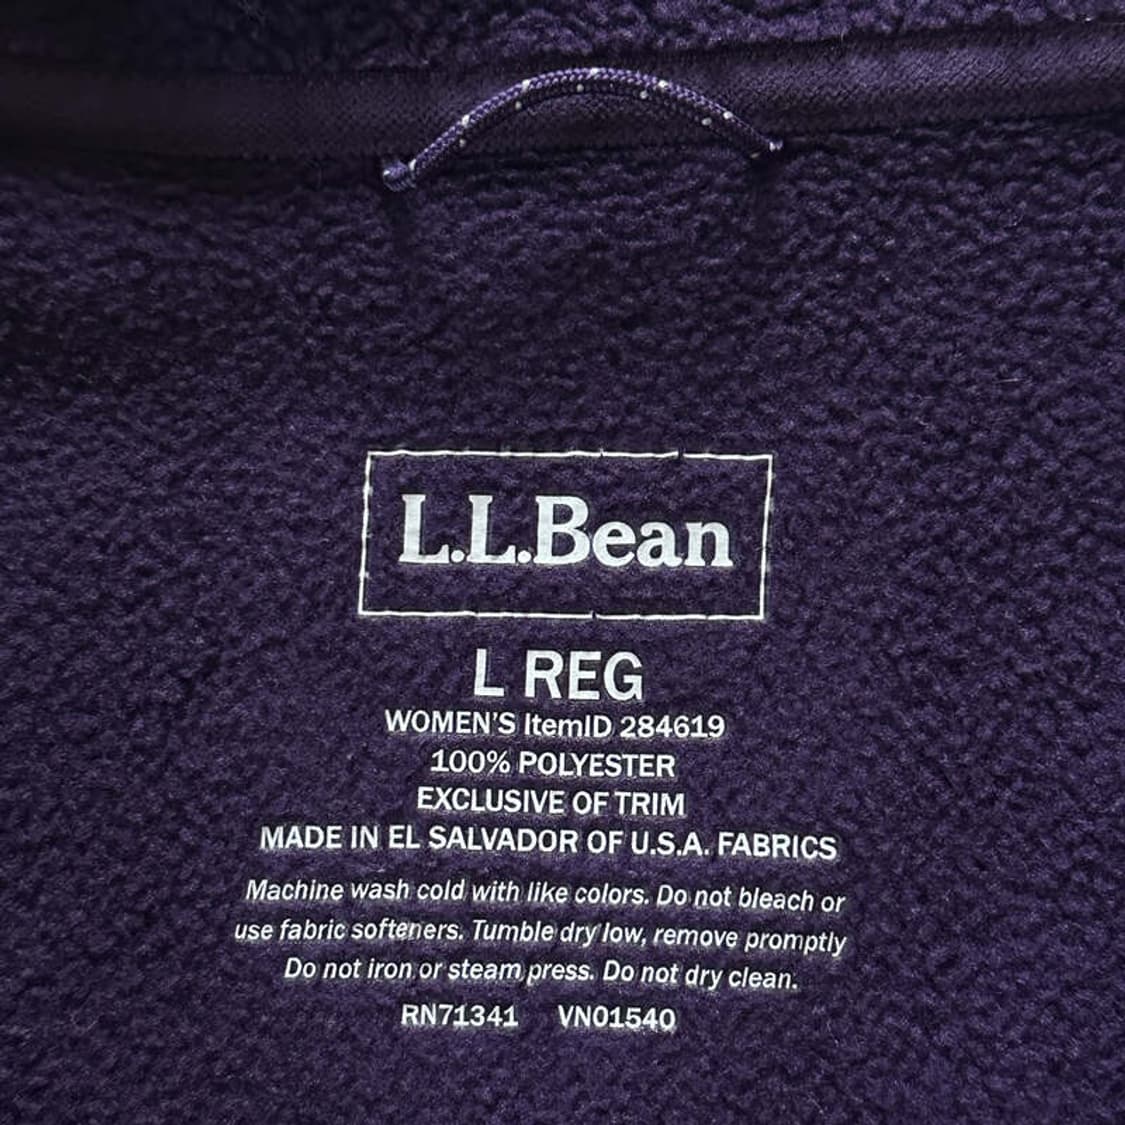 L.L.Bean
L REG
WOMEN'S ItemID 284619
100% POLYESTER
EXCLUSIVE OF TRIM
MADE IN EL SALVADOR OF U.S.A. FABRICS
Machine wash cold with like colors. Do not bleach or
use fabric softeners. Tumble dry low, remove promptly
Do not iron or steam press. Do not dry clean.
RN71341 VN01540